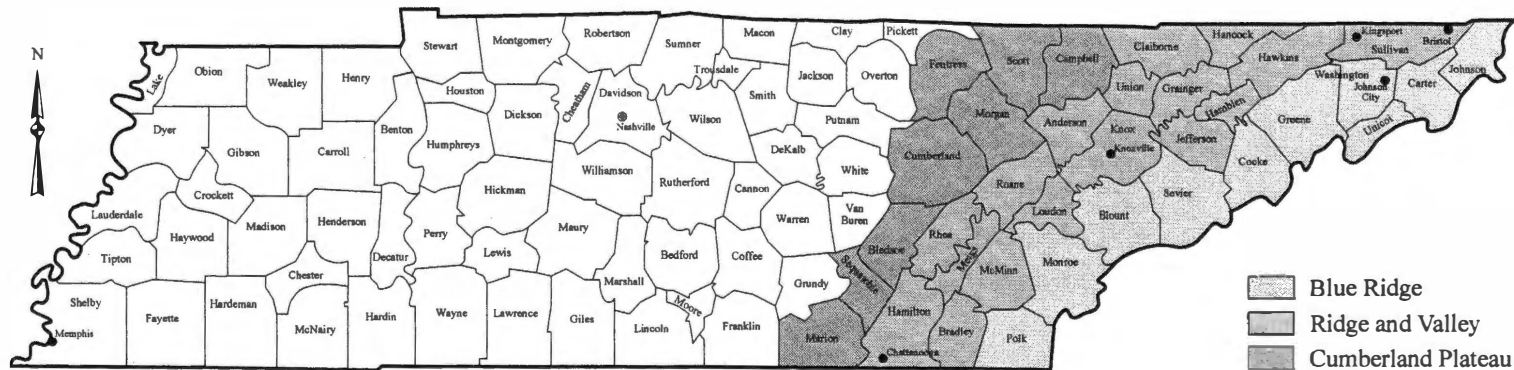 N
Lake
Obion
Weakley
Henry
Stewart
Montgomery
Robertson
Sumner
Macon
Clay
Pickett
Fentress
Scott
Campbell
Claiborne
Hancock
Hawkins
Kingsport
Sullivan
Bristol
Johnson
Dyer
Gibson
Carroll
Benton
Houston
Dickson
Cheatham
Davidson
Nashville
Trousdale
Wilson
Smith
Jackson
Overton
Putnam
Morgan
Anderson
Union
Grainger
Hamblen
Greene
Washington
Johnson
City
Carter
Unicoi
Crockett
Humphreys
Williamson
Rutherford
DeKalb
White
Cumberland
Roane
Knox
Knoxville
Jefferson
Cocke
Sevier
Lauderdale
Haywood
Madison
Henderson
Decatur
Perry
Hickman
Lewis
Maury
Cannon
Warren
Van
Buren
Bledsoe
Rhea
Meigs
Loudon
Blount
Monroe
Tipton
Chester
Marshall
Bedford
Coffee
Grundy
Sequatchie
McMinn
Shelby
Memphis
Fayette
Hardeman
McNairy
Hardin
Wayne
Lawrence
Giles
Lincoln
Moore
Franklin
Marion
Hamilton
Chattanooga
Bradley
Polk
Blue Ridge
Ridge and Valley
Cumberland Plateau